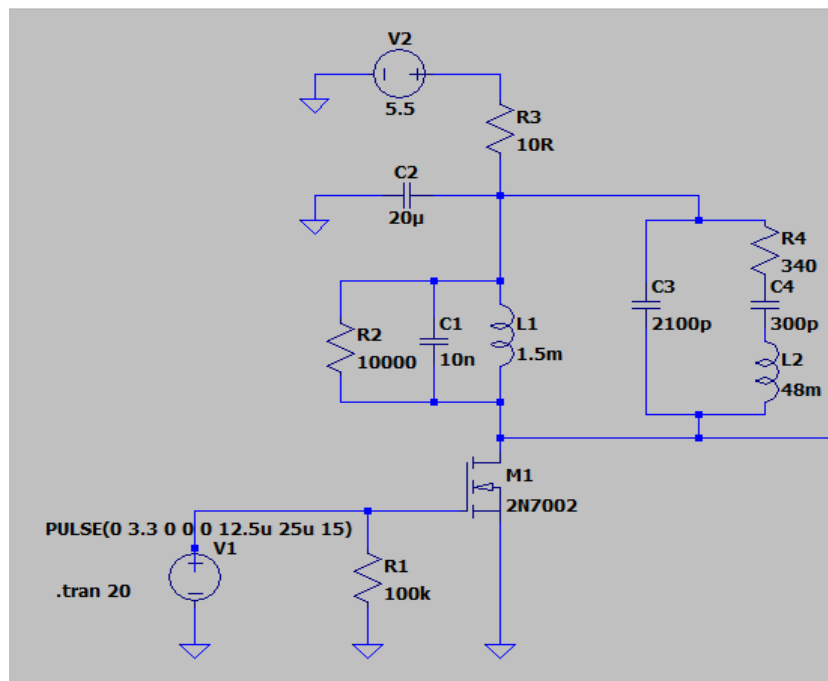 V2
5.5
R3
10R
C2
20µ
R4
340
C3
2100p
C4
300p
R2
10000
C1
10n
L1
1.5m
L2
48m
M1
2N7002
PULSE(0 3.3 0 0 0 12.5u 25u 15)
V1
R1
100k
.tran 20